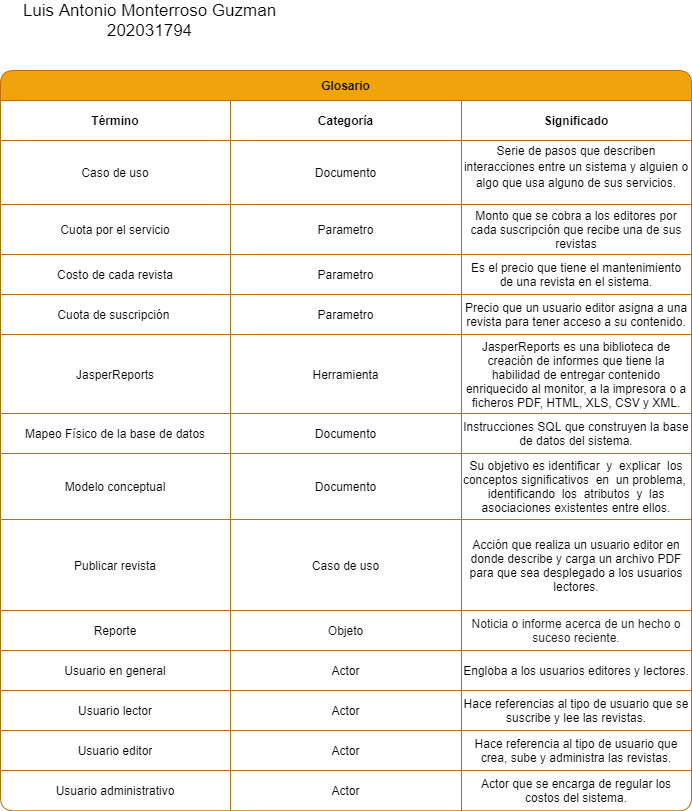 Luis Antonio Monterroso Guzman
202031794
Glosario
Término Categoría Significado
Caso de uso Documento Serie de pasos que describen
interacciones entre un sistema y alguien o
algo que usa alguno de sus servicios.
Cuota por el servicio Parametro Monto que se cobra a los editores por
cada suscripción que recibe una de sus
revistas
Costo de cada revista Parametro Es el precio que tiene el mantenimiento
de una revista en el sistema.
Cuota de suscripción Parametro Precio que un usuario editor asigna a una
revista para tener acceso a su contenido.
JasperReports Herramienta JasperReports es una biblioteca de
creación de informes que tiene la
habilidad de entregar contenido
enriquecido al monitor, a la impresora o a
ficheros PDF, HTML, XLS, CSV y XML.
Mapeo Físico de la base de datos Documento Instrucciones SQL que construyen la base
de datos del sistema.
Modelo conceptual Documento Su objetivo es identificar y explicar los
conceptos significativos en un problema,
identificando los atributos y las
asociaciones existentes entre ellos.
Publicar revista Caso de uso Acción que realiza un usuario editor en
donde describe y carga un archivo PDF
para que sea desplegado a los usuarios
lectores.
Reporte Objeto Noticia o informe acerca de un hecho o
suceso reciente.
Usuario en general Actor Engloba a los usuarios editores y lectores.
Usuario lector Actor Hace referencias al tipo de usuario que se
suscribe y lee las revistas.
Usuario editor Actor Hace referencia al tipo de usuario que
crea, sube y administra las revistas.
Usuario administrativo Actor Actor que se encarga de regular los
costos del sistema.